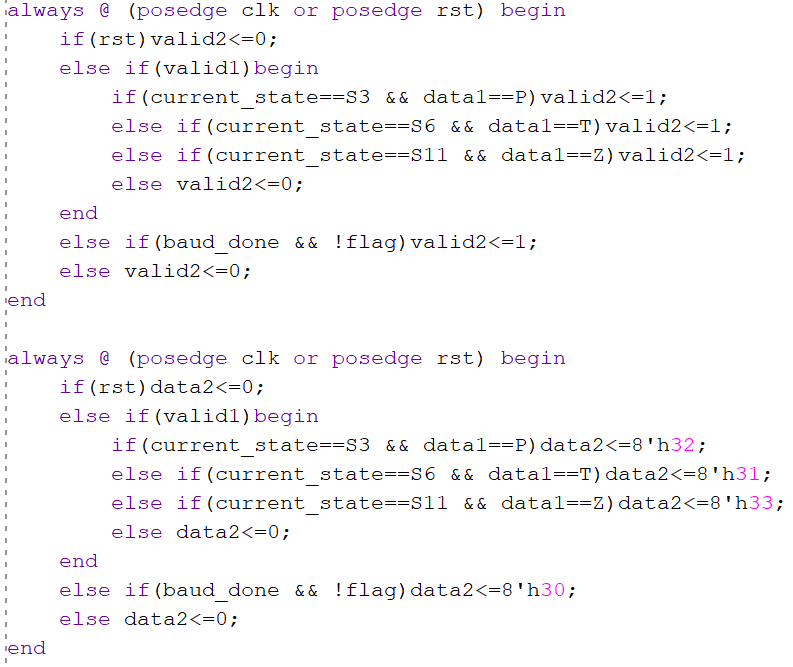 always @ (posedge clk or posedge rst) begin
    if(rst)valid2<=0;
    else if(valid1)begin
        if(current_state==S3 && data1==P)valid2<=1;
        else if(current_state==S6 && data1==T)valid2<=1;
        else if(current_state==S11 && data1==Z)valid2<=1;
        else valid2<=0;
    end
    else if(baud_done && !flag)valid2<=1;
    else valid2<=0;
end

always @ (posedge clk or posedge rst) begin
    if(rst)data2<=0;
    else if(valid1)begin
        if(current_state==S3 && data1==P)data2<=8'h32;
        else if(current_state==S6 && data1==T)data2<=8'h31;
        else if(current_state==S11 && data1==Z)data2<=8'h33;
        else data2<=0;
    end
    else if(baud_done && !flag)data2<=8'h30;
    else data2<=0;
end